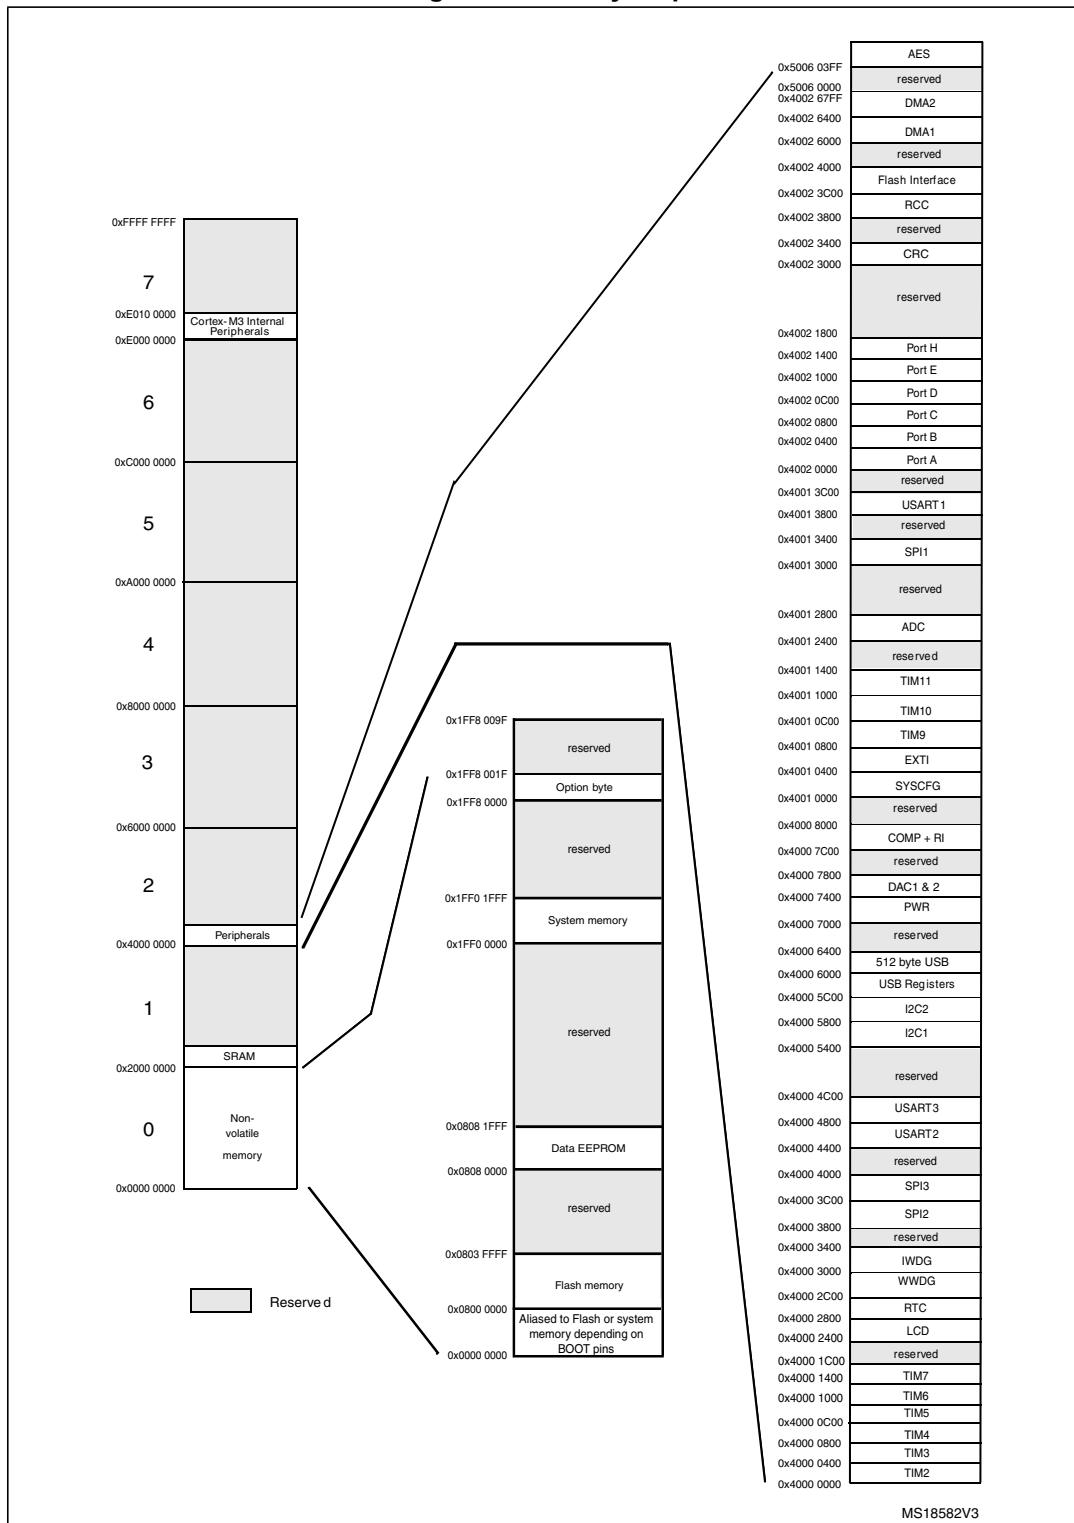 0xFFFF FFFF
7
0xE010 0000
Cortex-M3 Internal
Peripherals
0xE000 0000
6
0xC000 0000
5
0xA000 0000
4
0x8000 0000
3
0x6000 0000
2
Peripherals
0x4000 0000
1
SRAM
0x2000 0000
0
Non-
volatile
memory
0x0000 0000
Reserved
0x1FF8 009F
reserved
0x1FF8 001F
Option byte
0x1FF8 0000
reserved
0x1FF0 1FFF
System memory
0x1FF0 0000
reserved
0x0808 1FFF
Data EEPROM
0x0808 0000
reserved
0x0803 FFFF
Flash memory
0x0800 0000
Aliased to Flash or system
memory depending on
BOOT pins
0x0000 0000
AES
0x5006 03FF
reserved
0x5006 0000
0x4002 67FF
DMA2
0x4002 6400
DMA1
0x4002 6000
reserved
0x4002 4000
Flash Interface
0x4002 3C00
RCC
0x4002 3800
reserved
0x4002 3400
CRC
0x4002 3000
reserved
0x4002 1800
Port H
0x4002 1400
Port E
0x4002 1000
Port D
0x4002 0C00
Port C
0x4002 0800
Port B
0x4002 0400
Port A
0x4002 0000
reserved
0x4001 3C00
USART1
0x4001 3800
reserved
0x4001 3400
SPI1
0x4001 3000
reserved
0x4001 2800
ADC
0x4001 2400
reserved
0x4001 1400
TIM11
0x4001 1000
TIM10
0x4001 0C00
TIM9
0x4001 0800
EXTI
0x4001 0400
SYSCFG
0x4001 0000
reserved
0x4000 8000
COMP + RI
0x4000 7C00
reserved
0x4000 7800
DAC1 & 2
0x4000 7400
PWR
0x4000 7000
reserved
0x4000 6400
512 byte USB
0x4000 6000
USB Registers
0x4000 5C00
I2C2
0x4000 5800
I2C1
0x4000 5400
reserved
0x4000 4C00
USART3
0x4000 4800
USART2
0x4000 4400
reserved
0x4000 4000
SPI3
0x4000 3C00
SPI2
0x4000 3800
reserved
0x4000 3400
IWDG
0x4000 3000
WWDG
0x4000 2C00
RTC
0x4000 2800
LCD
0x4000 2400
reserved
0x4000 1C00
TIM7
0x4000 1400
TIM6
0x4000 1000
TIM5
0x4000 0C00
TIM4
0x4000 0800
TIM3
0x4000 0400
TIM2
0x4000 0000
MS18582V3